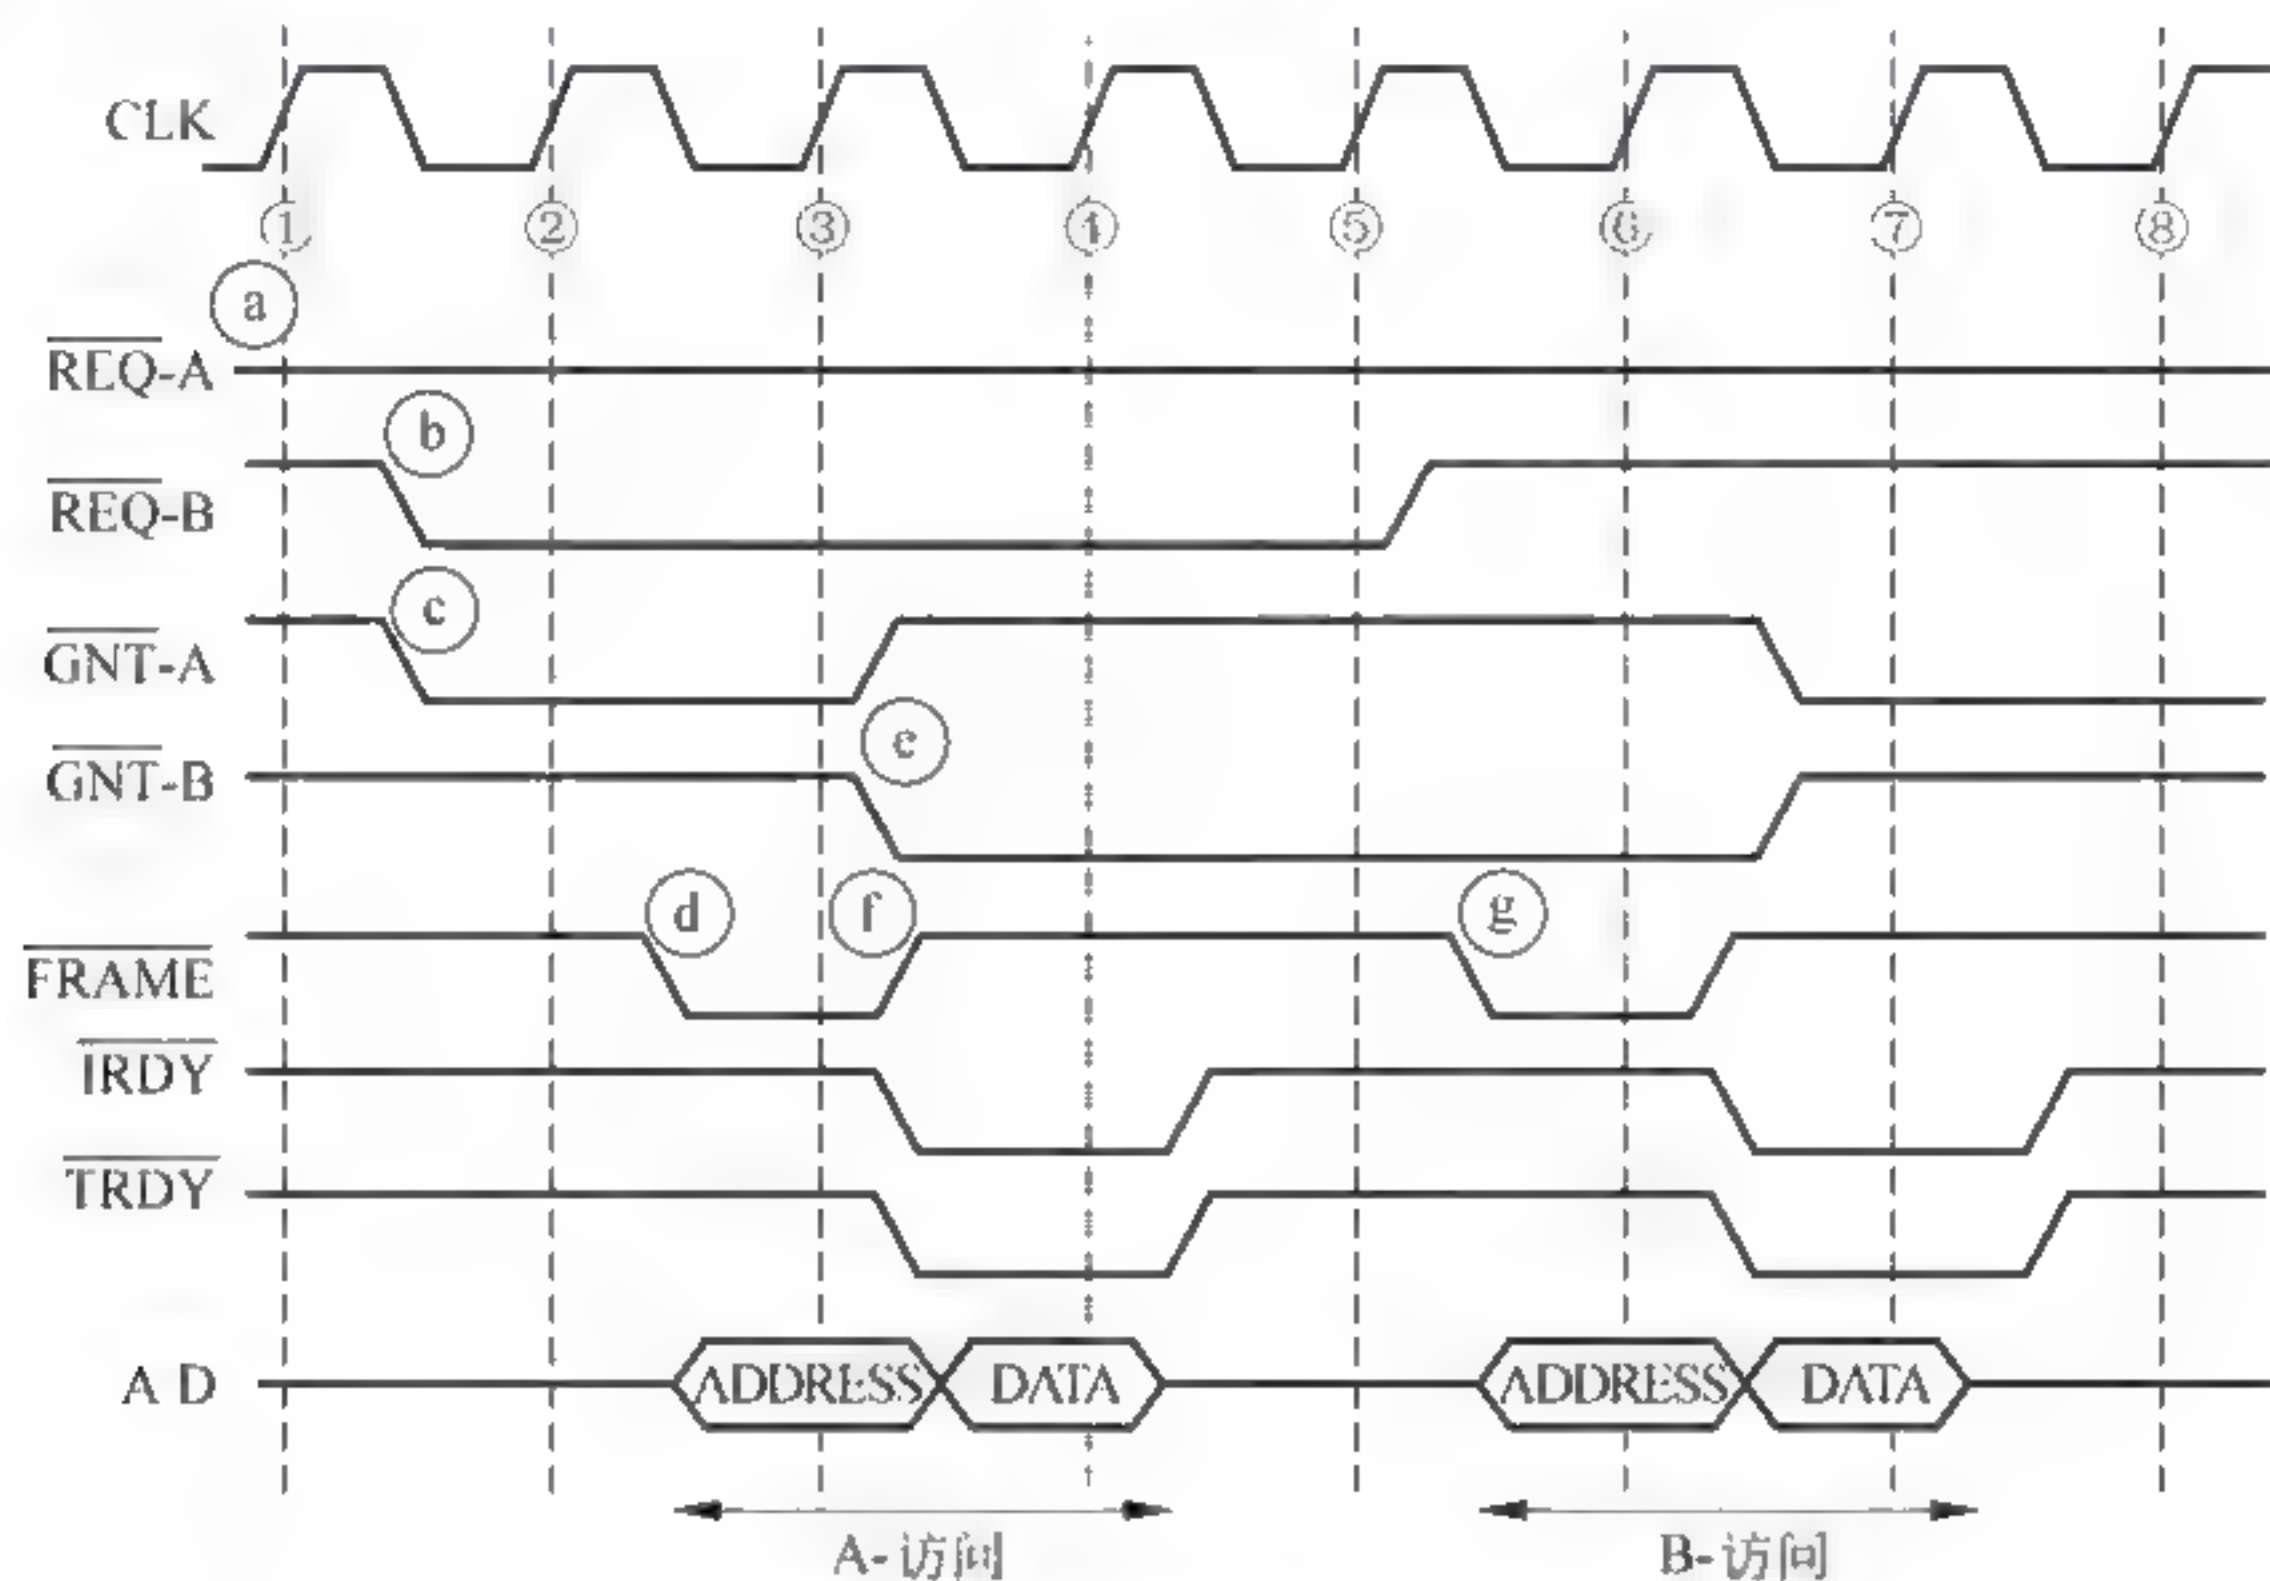 CLK
① ② ③ ④ ⑤ ⑥ ⑦ ⑧
a
REQ-A
b
REQ-B
c
GNT-A
e
GNT-B
d f g
FRAME
IRDY
TRDY
AD ADDRESS DATA ADDRESS DATA
A-访问 B-访问